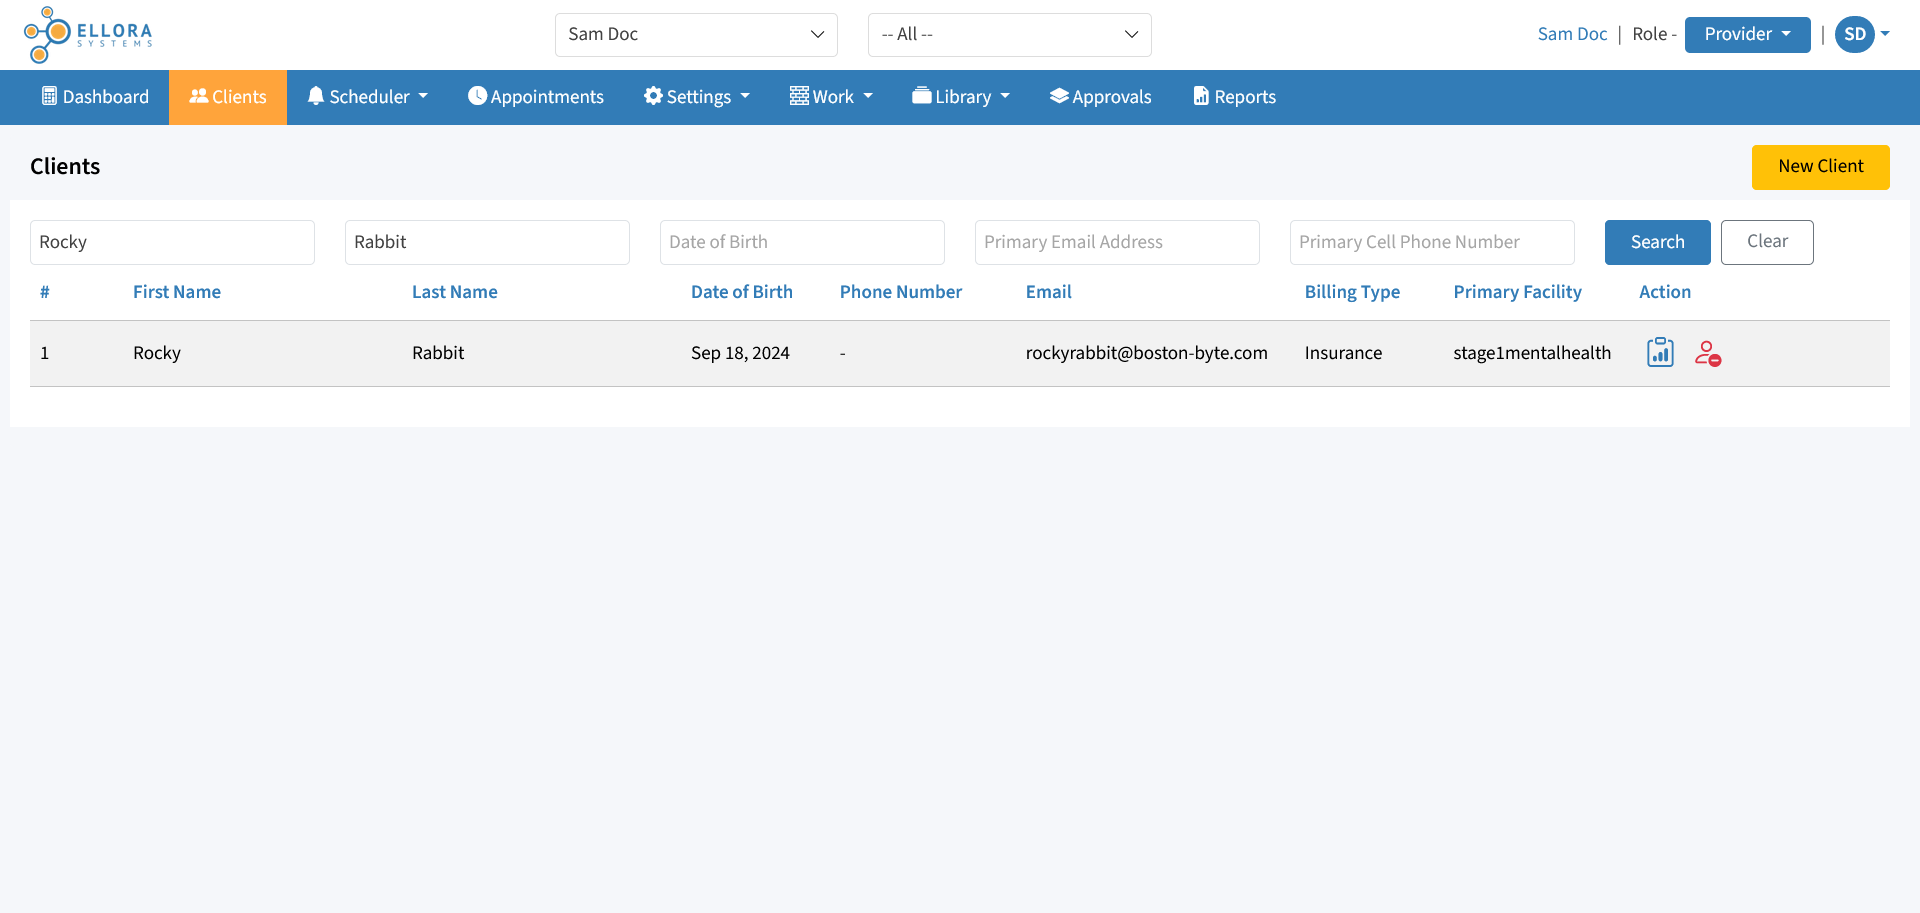 ELLORA
SYSTEMS
Sam Doc
-- All --
Sam Doc | Role - Provider | SD
Dashboard Clients Scheduler Appointments Settings Work Library Approvals Reports
Clients
New Client
Rocky Rabbit Date of Birth Primary Email Address Primary Cell Phone Number Search Clear
# First Name Last Name Date of Birth Phone Number Email Billing Type Primary Facility Action
1 Rocky Rabbit Sep 18, 2024 - rockyrabbit@boston-byte.com Insurance stage1mentalhealth